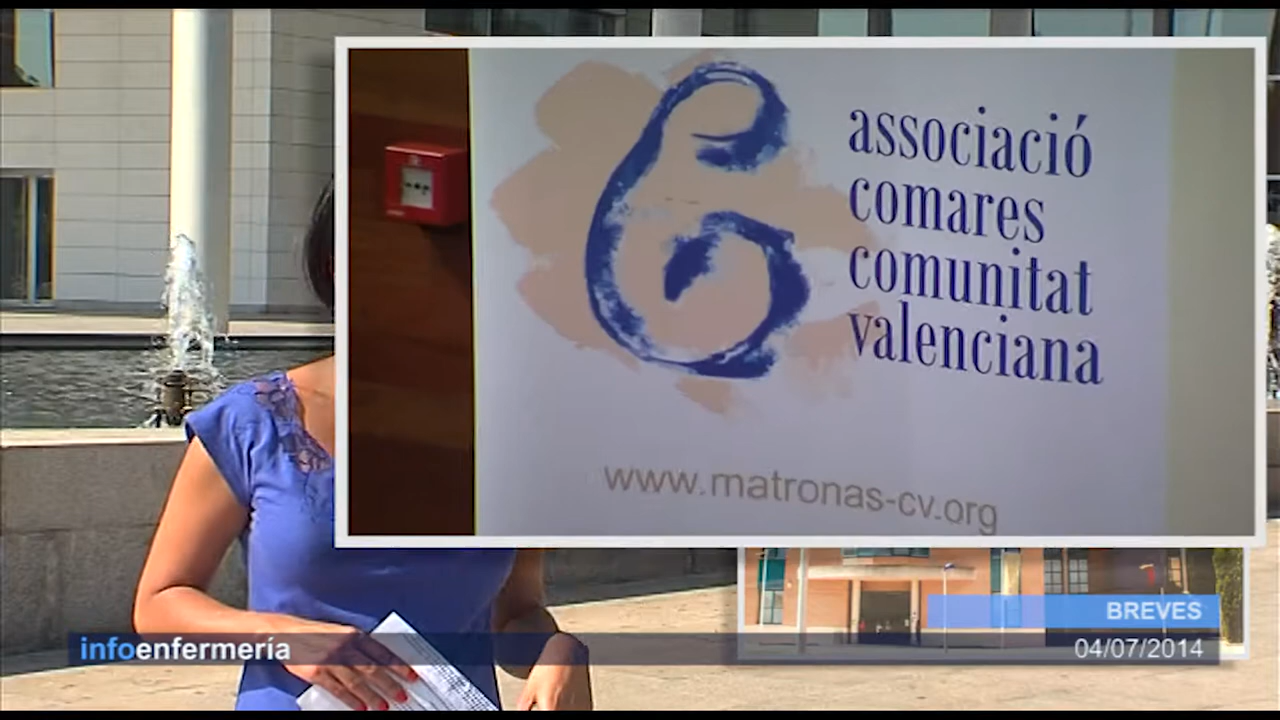 associació
comares
comunitat
valenciana
www.matronas-cv.org
BREVES
infoenfermería
04/07/2014